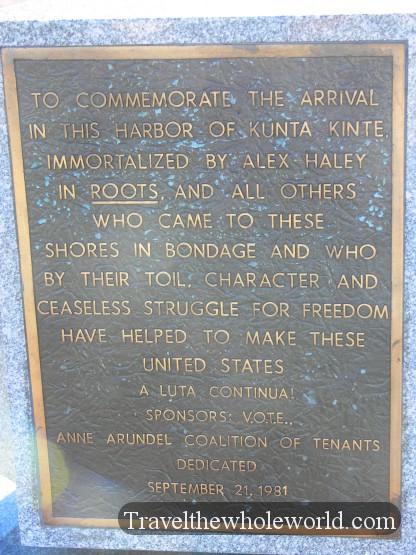 TO COMMEMORATE THE ARRIVAL
IN THIS HARBOR OF KUNTA KINTE,
IMMORTALIZED BY ALEX HALEY
IN ROOTS, AND ALL OTHERS
WHO CAME TO THESE
SHORES IN BONDAGE AND WHO
BY THEIR TOIL, CHARACTER AND
CEASELESS STRUGGLE FOR FREEDOM
HAVE HELPED TO MAKE THESE
UNITED STATES
A LUTA CONTINUA!
SPONSORS: V.O.T.E.,
ANNE ARUNDEL COALITION OF TENANTS
DEDICATED
SEPTEMBER 21, 1981
Travelthewholeworld.com